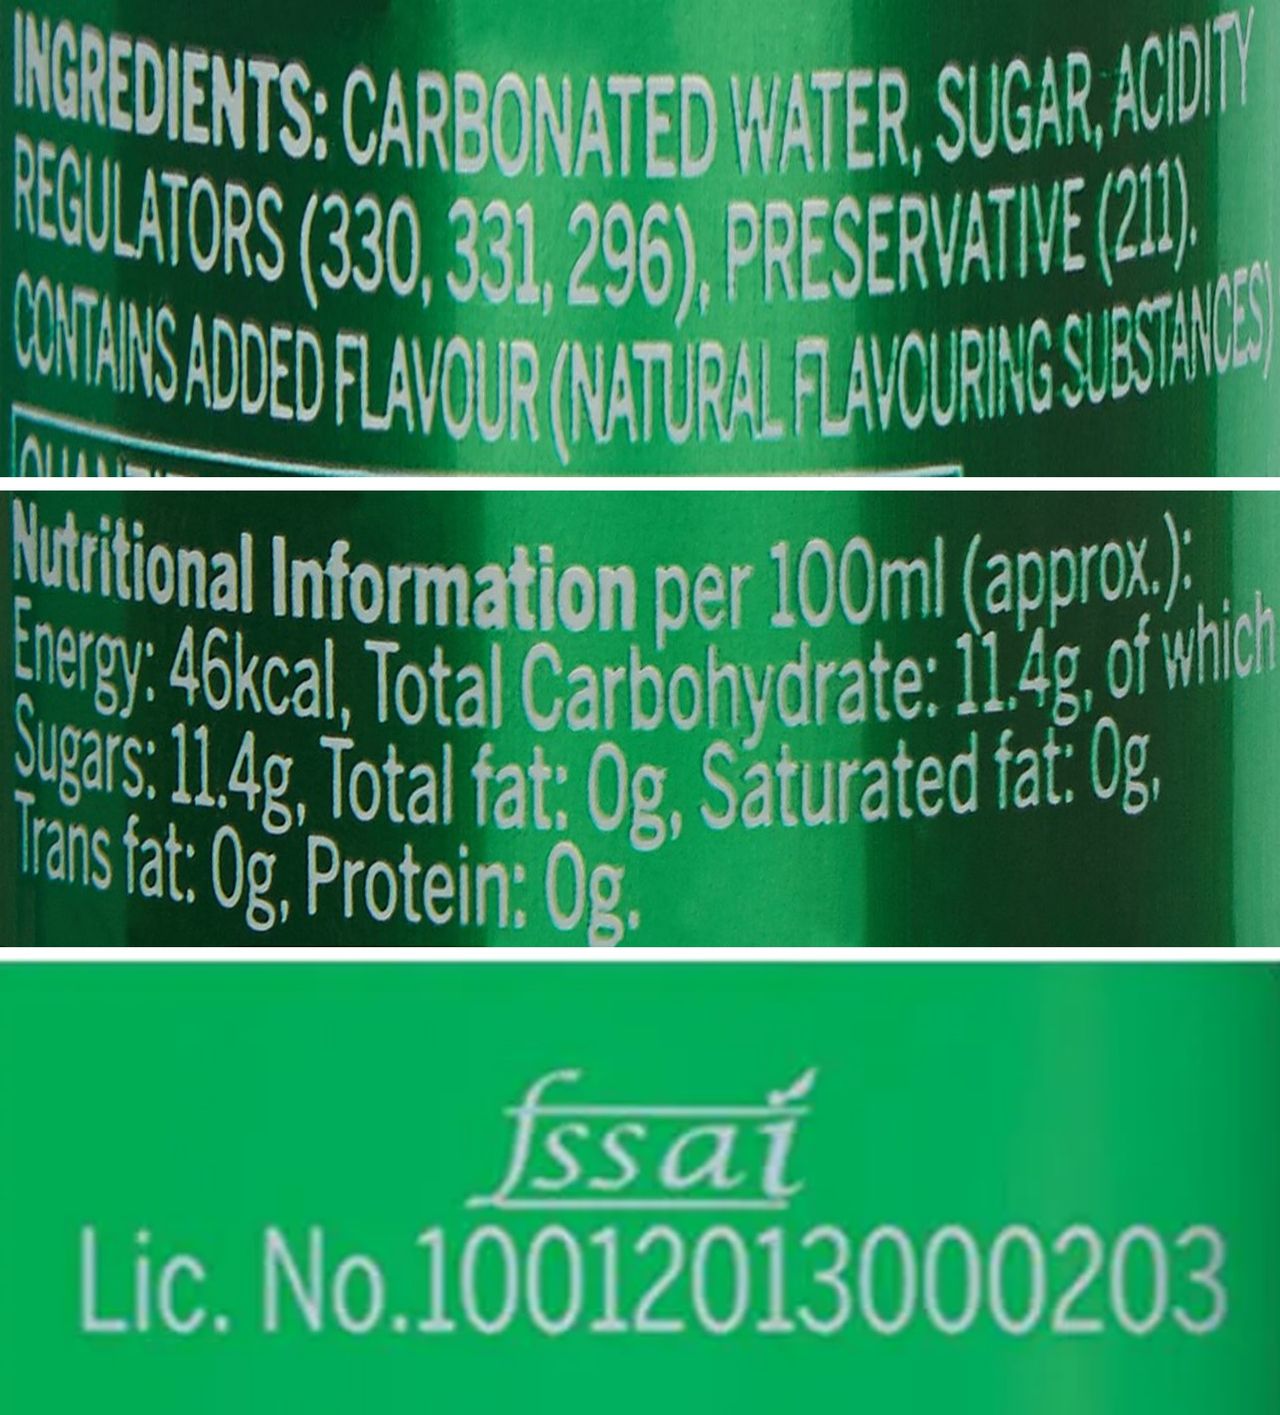 INGREDIENTS: CARBONATED WATER, SUGAR, ACIDITY
REGULATORS (330, 331, 296), PRESERVATIVE (211).
CONTAINS ADDED FLAVOUR (NATURAL FLAVOURING SUBSTANCES)
Nutritional Information per 100ml (approx.):
Energy: 46kcal, Total Carbohydrate: 11.4g, of which
Sugars: 11.4g, Total fat: 0g, Saturated fat: 0g,
Trans fat: 0g, Protein: 0g.
fssai
Lic. No.10012013000203